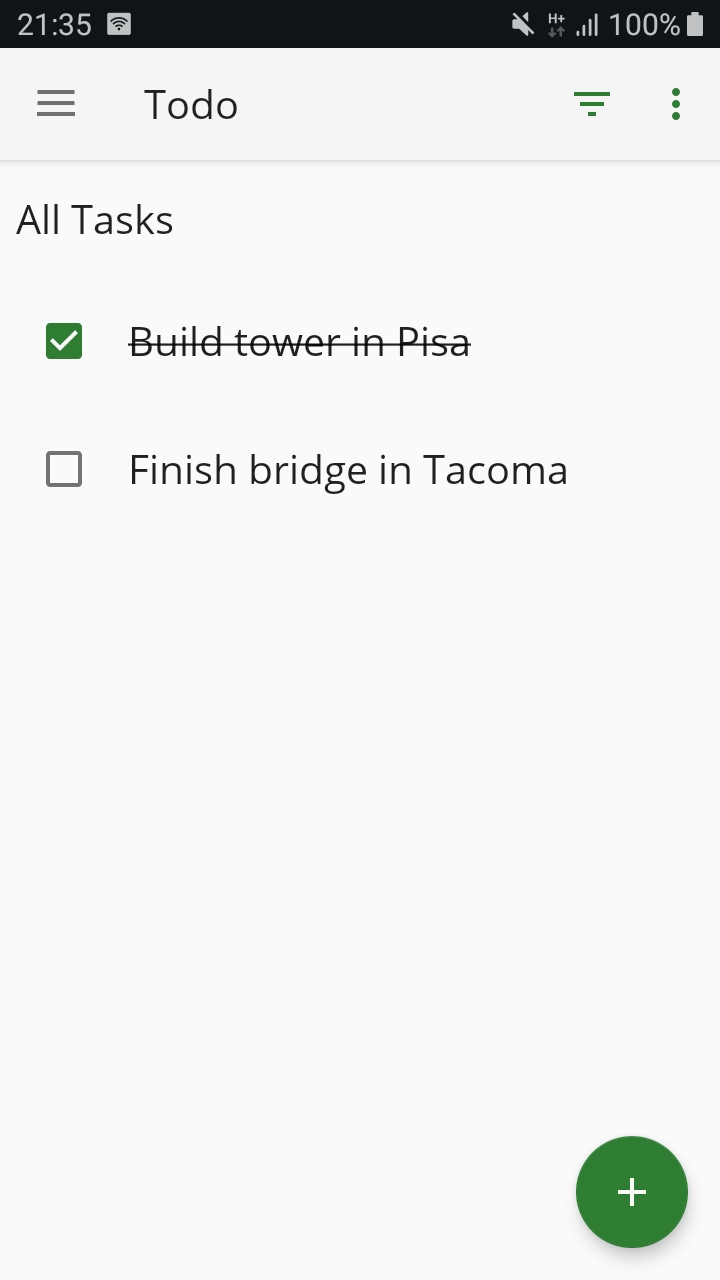 21:35 H+ 100%
Todo
All Tasks
Build tower in Pisa
Finish bridge in Tacoma